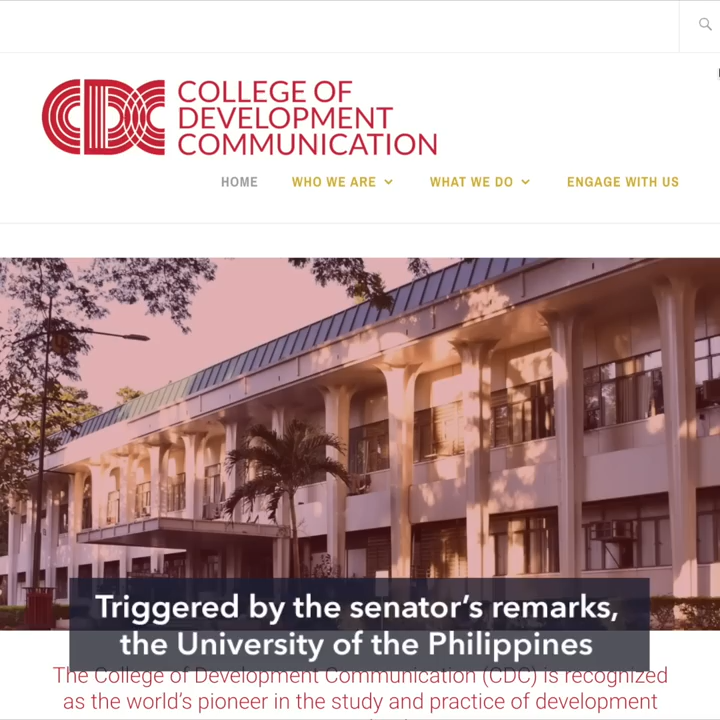 CDC
COLLEGE OF
DEVELOPMENT
COMMUNICATION
HOME
WHO WE ARE
WHAT WE DO
ENGAGE WITH US
Triggered by the senator's remarks,
the University of the Philippines
The College of Development Communication (CDC) is recognized
as the world's pioneer in the study and practice of development